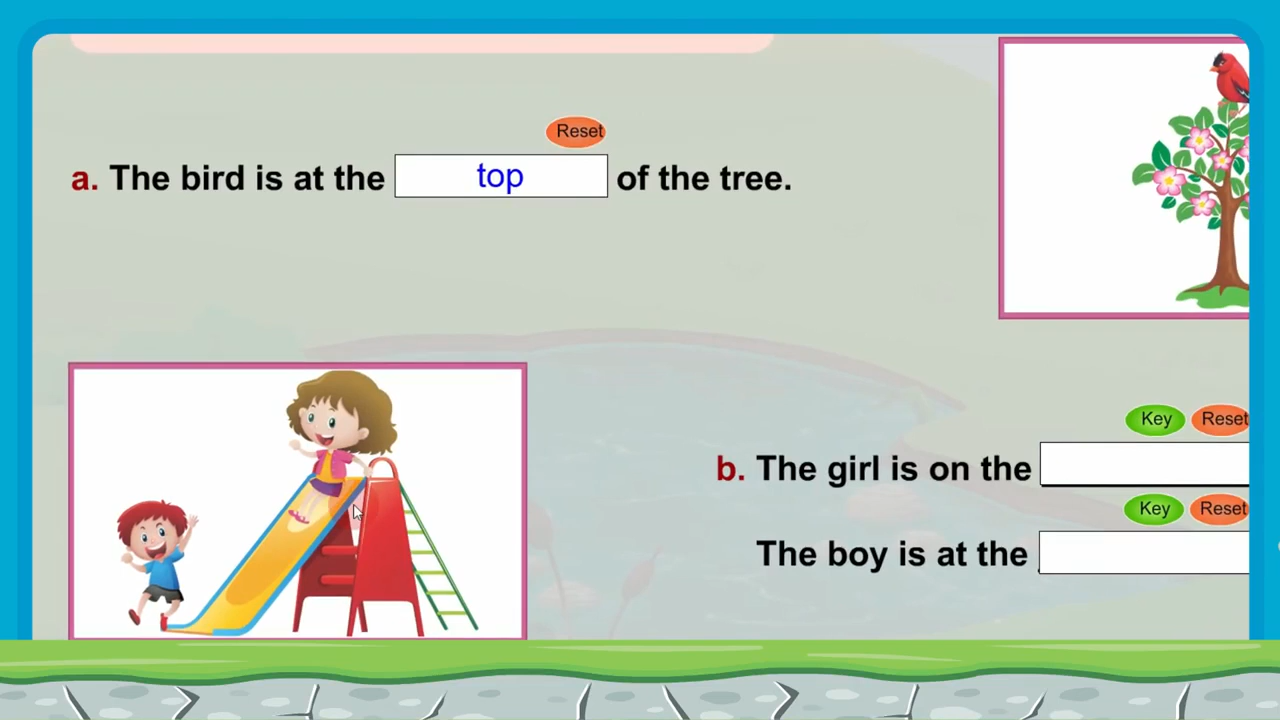 Reset
a. The bird is at the top of the tree.
Key Reset
b. The girl is on the
Key Reset
The boy is at the